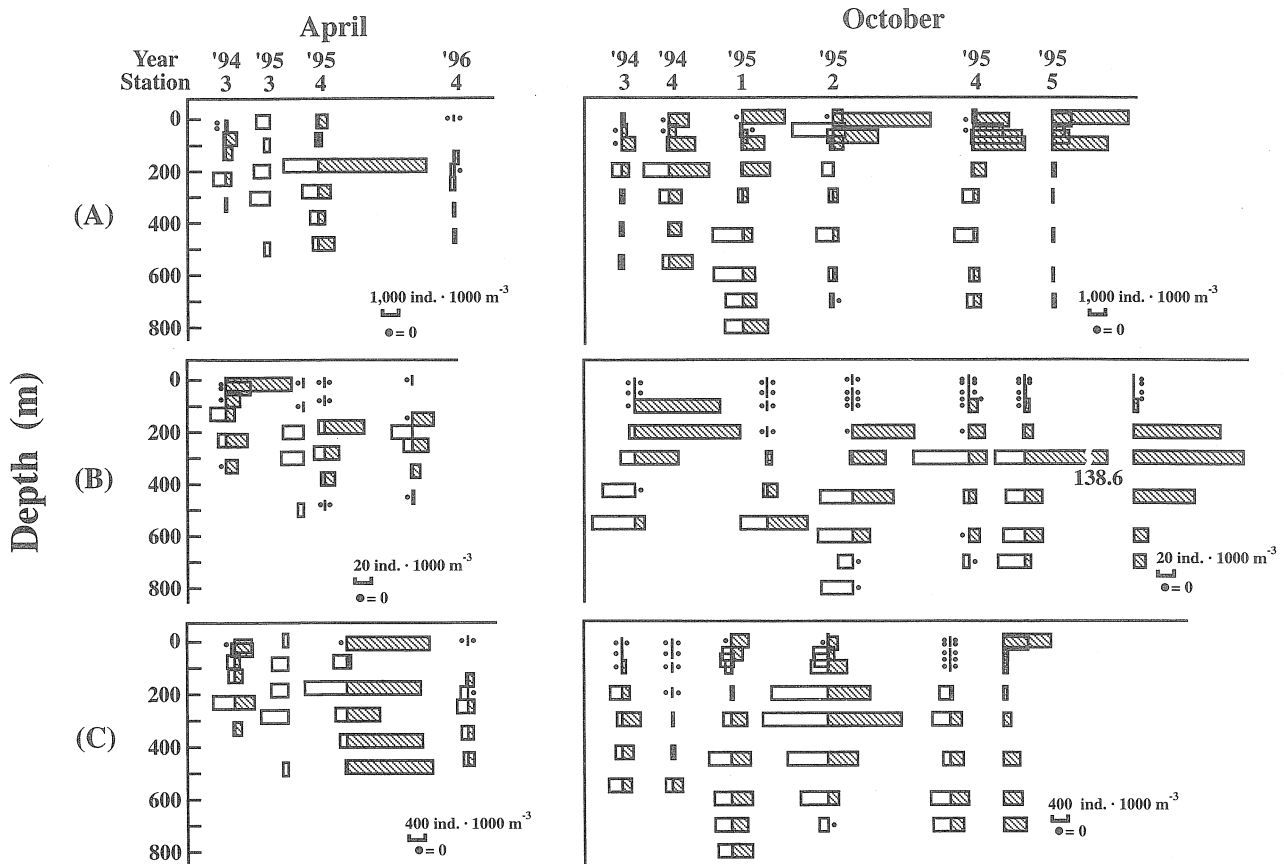 April
October
Year '94 '95 '95 '96 '94 '94 '95 '95 '95 '95
Station 3 3 4 4 3 4 1 2 4 5
Depth (m)
(A)
0
200
400
600
800
1,000 ind. · 1000 m⁻³
= 0
1,000 ind. · 1000 m⁻³
= 0
(B)
0
200
400
600
800
138.6
20 ind. · 1000 m⁻³
= 0
20 ind. · 1000 m⁻³
= 0
(C)
0
200
400
600
800
400 ind. · 1000 m⁻³
= 0
400 ind. · 1000 m⁻³
= 0